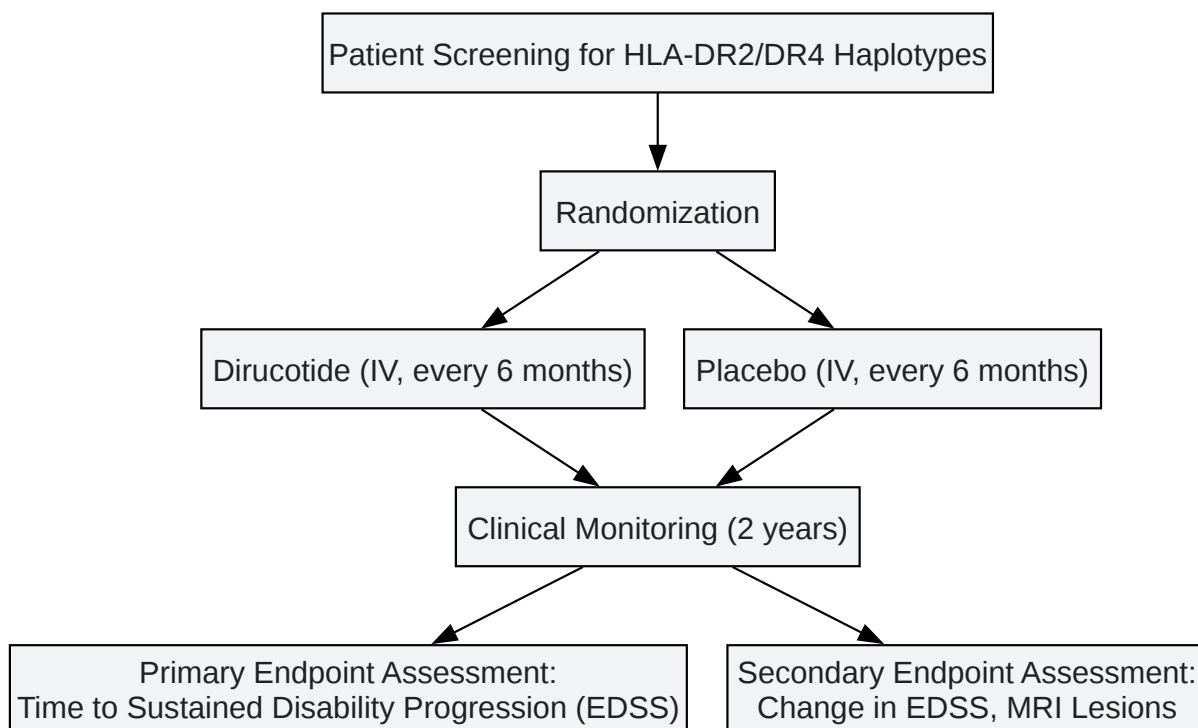 Patient Screening for HLA-DR2/DR4 Haplotypes
Randomization
Dirucotide (IV, every 6 months)
Placebo (IV, every 6 months)
Clinical Monitoring (2 years)
Primary Endpoint Assessment:
Time to Sustained Disability Progression (EDSS)
Secondary Endpoint Assessment:
Change in EDSS, MRI Lesions